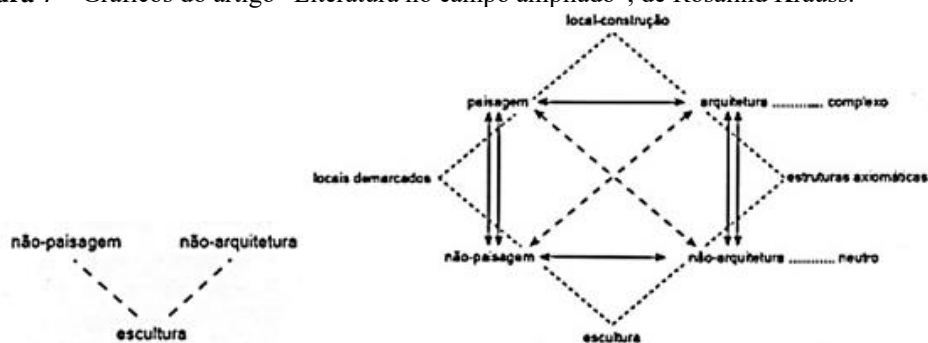 Gráficos do artigo "Literatura no campo ampliado", de Rosalind Krauss.
local-construção
paisagem arquitetura ............ complexo
locais demarcados estruturas axiomáticas
não-paisagem não-arquitetura
escultura
não-paisagem não-arquitetura ............ neutro
escultura